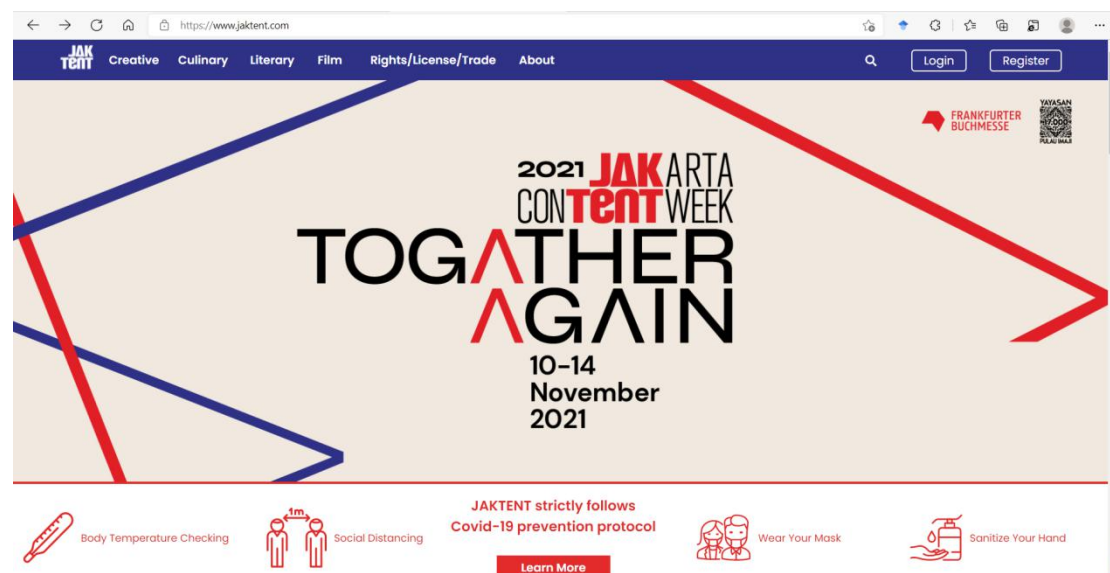 https://www.jaktent.com
JAK TENT
Creative Culinary Literary Film Rights/License/Trade About
Login Register
FRANKFURTER
BUCHMESSE
YAYASAN
17.000
PULAU IMAJI
2021 JAKARTA
CONTENT WEEK
TOGATHER
AGAIN
10-14
November
2021
JAKTENT strictly follows
Covid-19 prevention protocol
Body Temperature Checking
1m
Social Distancing
Learn More
Wear Your Mask
Sanitize Your Hand